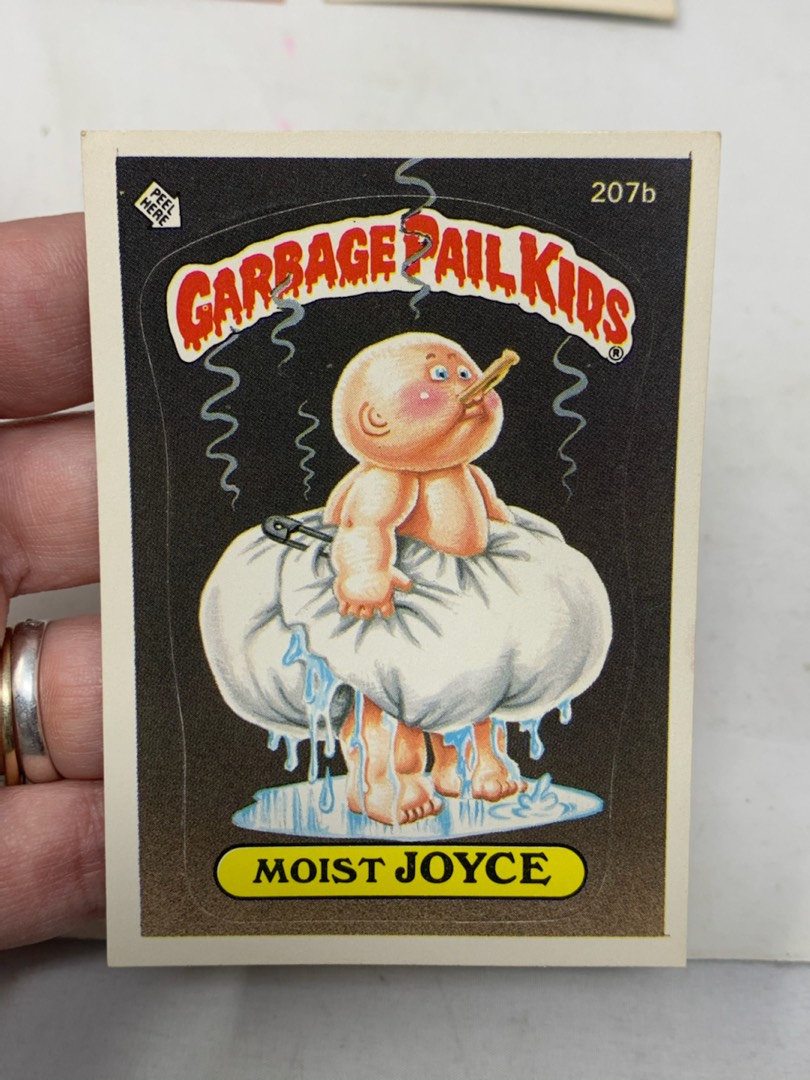 PEEL
HERE
207b
GARBAGE PAIL KIDS
®
MOIST JOYCE